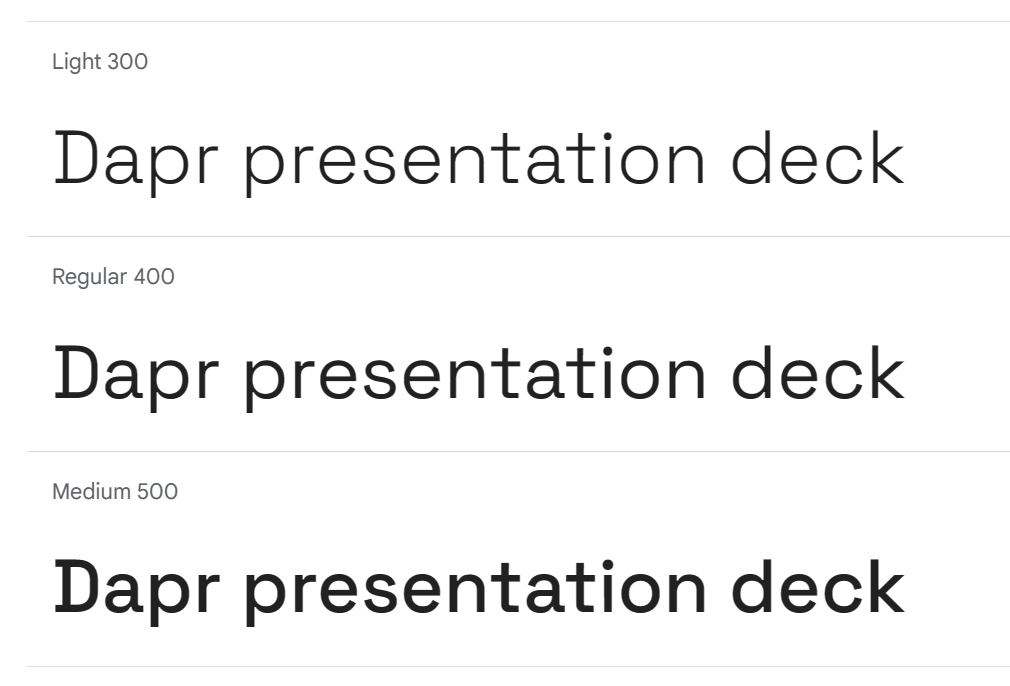 Light 300
Dapr presentation deck
Regular 400
Dapr presentation deck
Medium 500
Dapr presentation deck